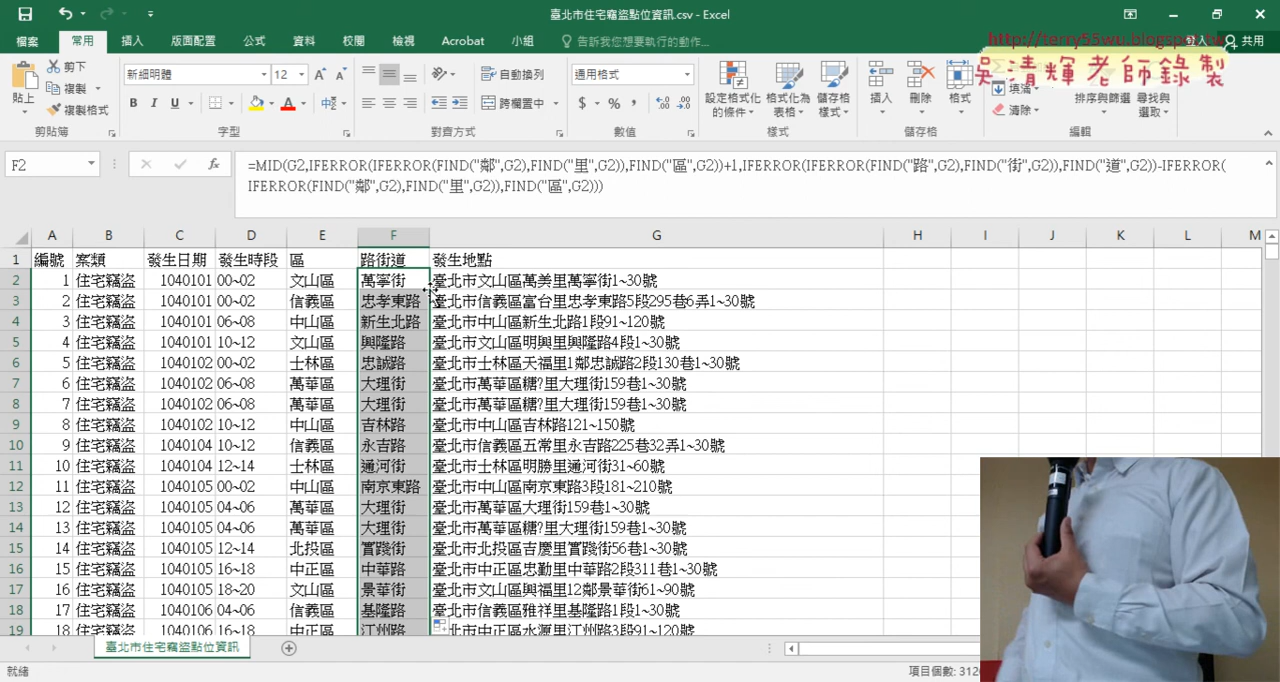 臺北市住宅竊盜點位資訊.csv - Excel
http://terry55wu.blogspot.tw
吳清輝老師錄製
檔案 常用 插入 版面配置 公式 資料 校閱 檢視 Acrobat 小組 告訴我您想要執行的動作... 共用
剪下
複製
複製格式
貼上
新細明體 12
B I U
自動換列
跨欄置中
通用格式
$ % ,
設定格式化的條件 格式化為表格 儲存格樣式
插入 刪除 格式
填滿
清除
排序與篩選 尋找與選取
剪貼簿 字型 對齊方式 數值 樣式 儲存格 編輯
F2 fx =MID(G2,IFERROR(IFERROR(FIND("鄰",G2),FIND("里",G2)),FIND("區",G2))+1,IFERROR(IFERROR(FIND("路",G2),FIND("街",G2)),FIND("道",G2))-IFERROR(
IFERROR(FIND("鄰",G2),FIND("里",G2)),FIND("區",G2)))
A B C D E F G H I J K L M
1 編號 案類 發生日期 發生時段 區 路街道 發生地點
2 1 住宅竊盜 1040101 00~02 文山區 萬寧街 臺北市文山區萬美里萬寧街1~30號
3 2 住宅竊盜 1040101 00~02 信義區 忠孝東路 臺北市信義區富台里忠孝東路5段295巷6弄1~30號
4 3 住宅竊盜 1040101 06~08 中山區 新生北路 臺北市中山區新生北路1段91~120號
5 4 住宅竊盜 1040101 10~12 文山區 興隆路 臺北市文山區明興里興隆路4段1~30號
6 5 住宅竊盜 1040102 00~02 士林區 忠誠路 臺北市士林區天福里1鄰忠誠路2段130巷1~30號
7 6 住宅竊盜 1040102 06~08 萬華區 大理街 臺北市萬華區糖?里大理街159巷1~30號
8 7 住宅竊盜 1040102 06~08 萬華區 大理街 臺北市萬華區糖?里大理街159巷1~30號
9 8 住宅竊盜 1040102 10~12 中山區 吉林路 臺北市中山區吉林路121~150號
10 9 住宅竊盜 1040104 10~12 信義區 永吉路 臺北市信義區五常里永吉路225巷32弄1~30號
11 10 住宅竊盜 1040104 12~14 士林區 通河街 臺北市士林區明勝里通河街31~60號
12 11 住宅竊盜 1040105 00~02 中山區 南京東路 臺北市中山區南京東路3段181~210號
13 12 住宅竊盜 1040105 04~06 萬華區 大理街 臺北市萬華區大理街159巷1~30號
14 13 住宅竊盜 1040105 04~06 萬華區 大理街 臺北市萬華區糖?里大理街159巷1~30號
15 14 住宅竊盜 1040105 12~14 北投區 實踐街 臺北市北投區吉慶里實踐街56巷1~30號
16 15 住宅竊盜 1040105 16~18 中正區 中華路 臺北市中正區忠勤里中華路2段311巷1~30號
17 16 住宅竊盜 1040105 18~20 文山區 景華街 臺北市文山區興福里12鄰景華街61~90號
18 17 住宅竊盜 1040106 04~06 信義區 基隆路 臺北市信義區雅祥里基隆路1段1~30號
19 18 住宅竊盜 1040106 16~18 中正區 汀州路 臺北市中正區水源里汀州路3段91~120號
臺北市住宅竊盜點位資訊
就緒 項目個數: 312